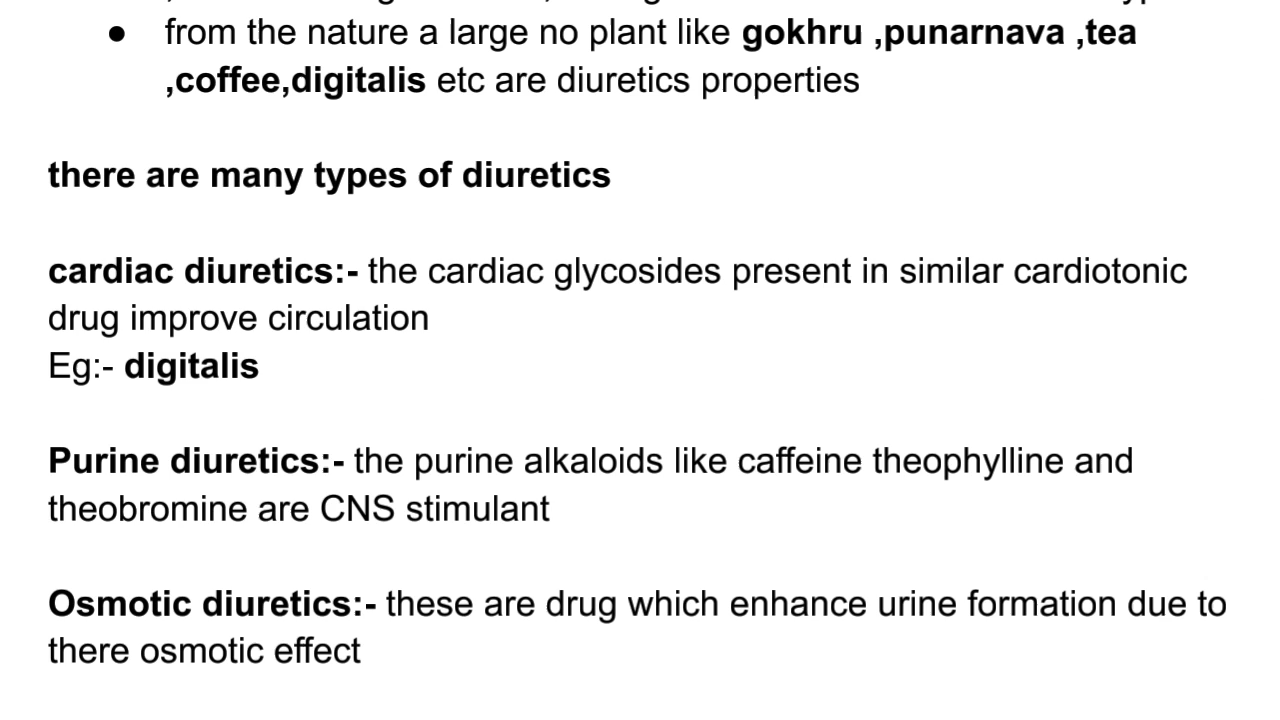 ● from the nature a large no plant like gokhru ,punarnava ,tea
,coffee,digitalis etc are diuretics properties
there are many types of diuretics
cardiac diuretics:- the cardiac glycosides present in similar cardiotonic
drug improve circulation
Eg:- digitalis
Purine diuretics:- the purine alkaloids like caffeine theophylline and
theobromine are CNS stimulant
Osmotic diuretics:- these are drug which enhance urine formation due to
there osmotic effect